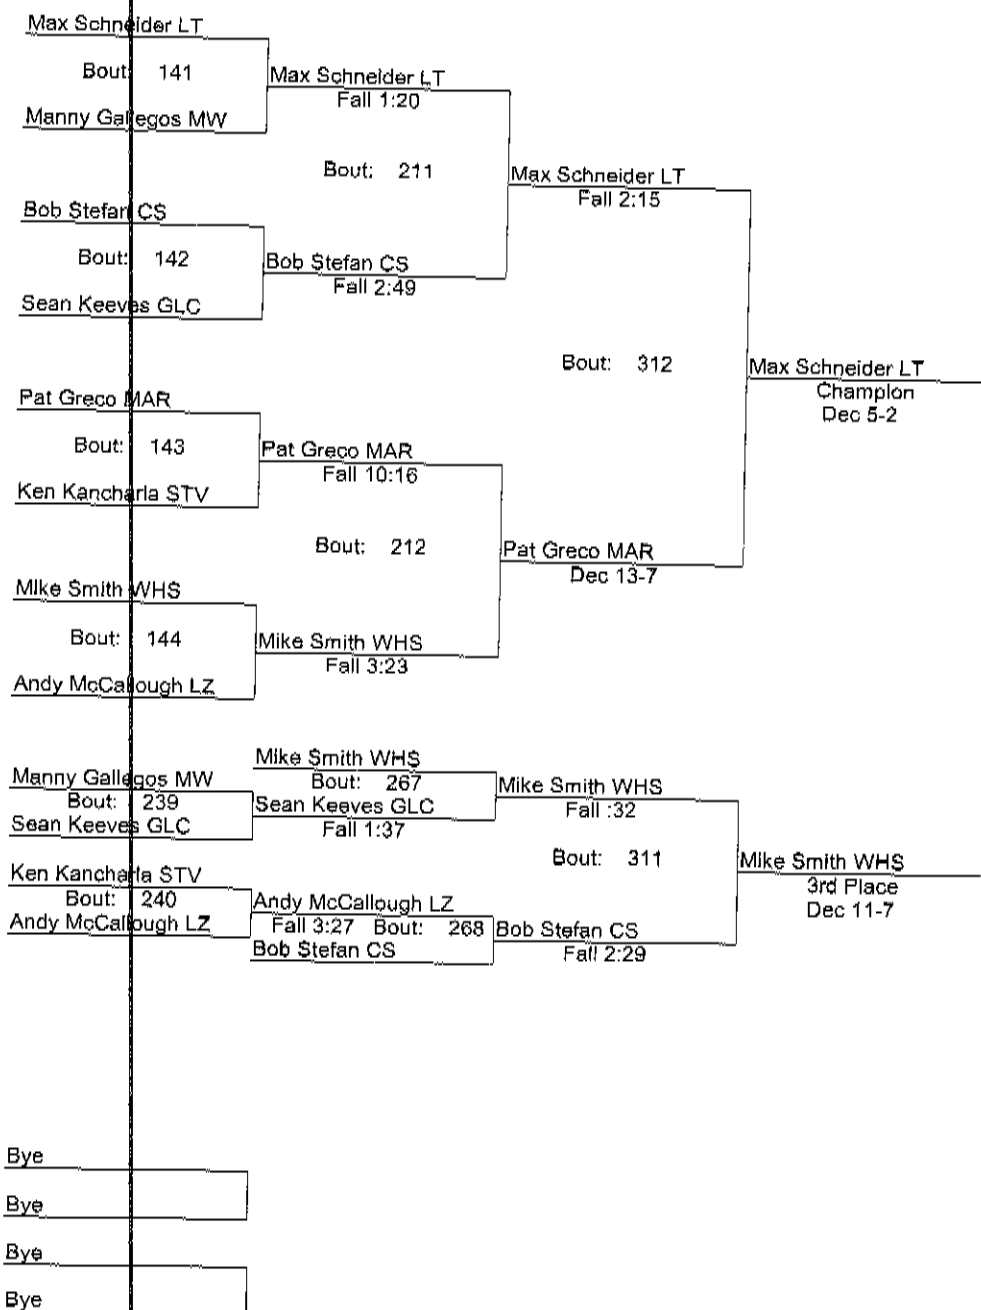 Max Schneider LT
Bout: 141
Max Schneider LT
Fall 1:20
Manny Gallegos MW
Bout: 211
Max Schneider LT
Fall 2:15
Bob Stefan CS
Bout: 142
Bob Stefan CS
Fall 2:49
Sean Keeves GLC
Bout: 312
Max Schneider LT
Champion
Dec 5-2
Pat Greco MAR
Bout: 143
Pat Greco MAR
Fall 10:16
Ken Kancharla STV
Bout: 212
Pat Greco MAR
Dec 13-7
Mike Smith WHS
Bout: 144
Mike Smith WHS
Fall 3:23
Andy McCallough LZ
Mike Smith WHS
Manny Gallegos MW
Bout: 267
Mike Smith WHS
Bout: 239
Sean Keeves GLC
Fall :32
Sean Keeves GLC
Fall 1:37
Bout: 311
Mike Smith WHS
3rd Place
Dec 11-7
Ken Kancharla STV
Bout: 240
Andy McCallough LZ
Andy McCallough LZ
Fall 3:27 Bout: 268
Bob Stefan CS
Bob Stefan CS
Fall 2:29
Bye
Bye
Bye
Bye